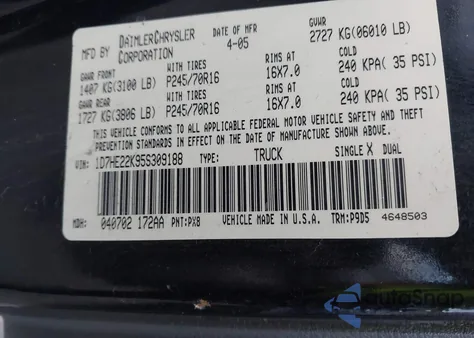 MFD BY DAIMLERCHRYSLER CORPORATION DATE OF MFR 4-05 GVWR 2727 KG(06010 LB)
GAWR FRONT WITH TIRES RIMS AT COLD
1407 KG(3100 LB) P245/70R16 16X7.0 240 KPA( 35 PSI)
GAWR REAR WITH TIRES RIMS AT COLD
1727 KG(3806 LB) P245/70R16 16X7.0 240 KPA( 35 PSI)
THIS VEHICLE CONFORMS TO ALL APPLICABLE FEDERAL MOTOR VEHICLE SAFETY AND THEFT
PREVENTION STANDARDS IN EFFECT ON THE DATE OF MANUFACTURE SHOWN ABOVE.
VIN: 1D7HE22K95S309188 TYPE: TRUCK SINGLE X DUAL
MDH: 040702 172AA PNT:PX8 VEHICLE MADE IN U.S.A. TRM:P9D5 4648503
autoSnap